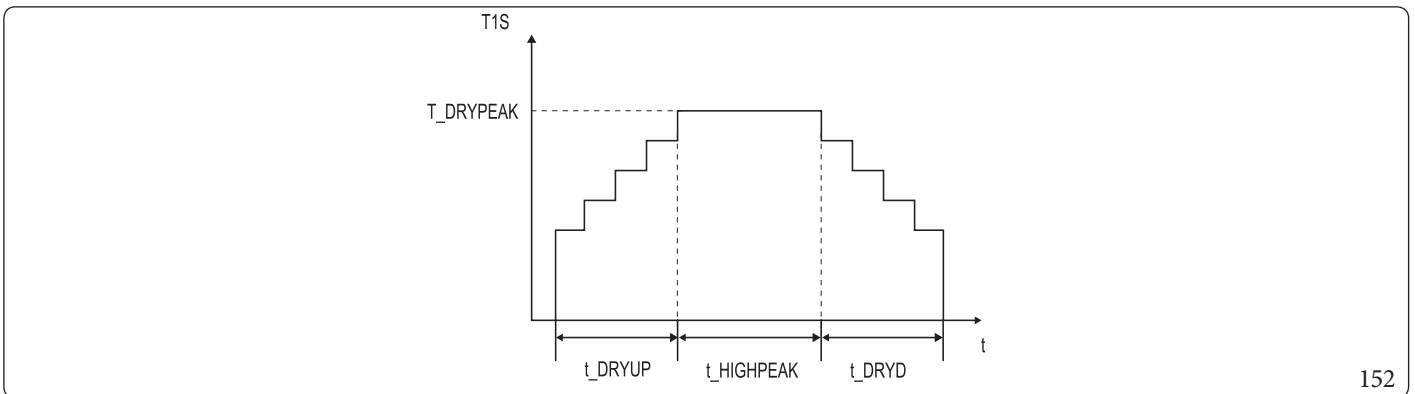 T1S
T_DRYPEAK
t
t_DRYUP
t_HIGHPEAK
t_DRYD
152